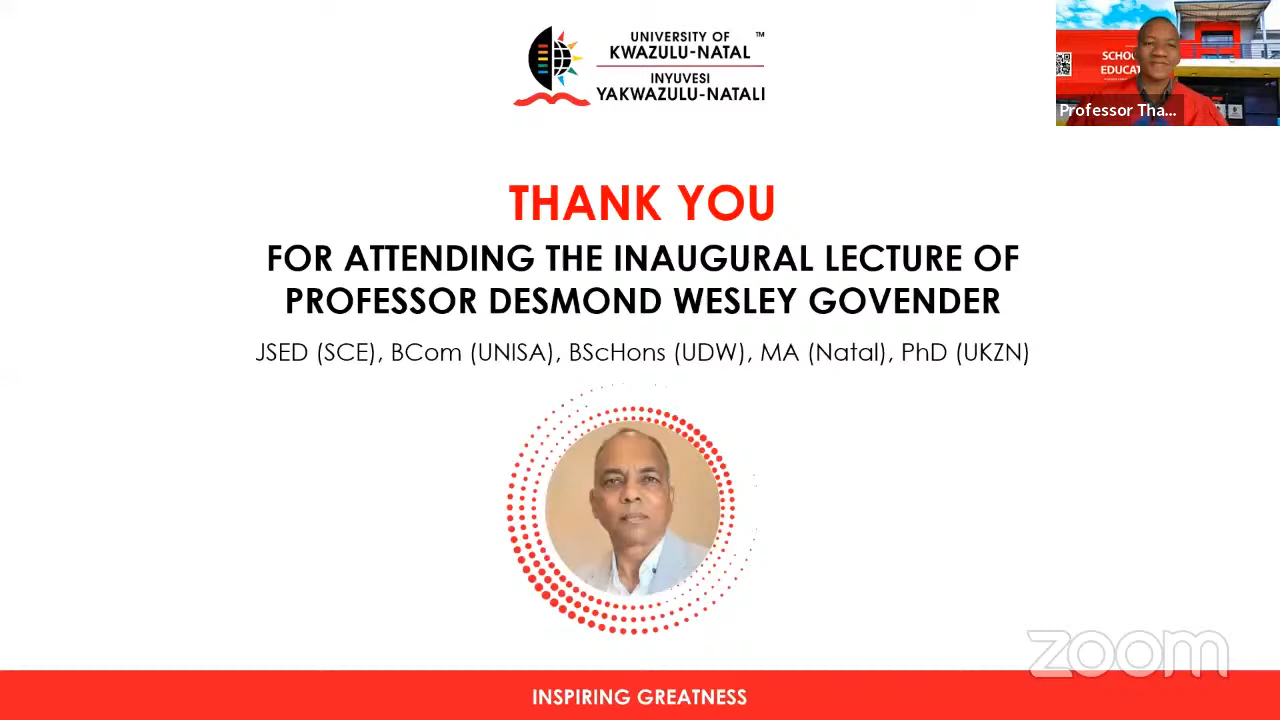 UNIVERSITY OF ™
KWAZULU-NATAL
INYUVESI
YAKWAZULU-NATALI
Professor Tha...
THANK YOU
FOR ATTENDING THE INAUGURAL LECTURE OF
PROFESSOR DESMOND WESLEY GOVENDER
JSED (SCE), BCom (UNISA), BScHons (UDW), MA (Natal), PhD (UKZN)
zoom
INSPIRING GREATNESS